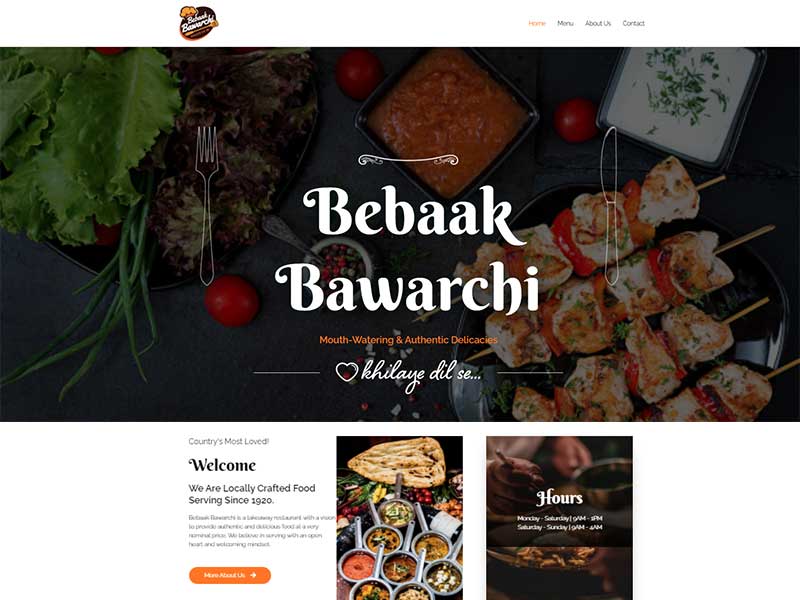 Bebaak
Bawarchi
Home Menu About Us Contact
Bebaak
Bawarchi
Mouth-Watering & Authentic Delicacies
khilaye dil se...
Country's Most Loved!
Welcome
We Are Locally Crafted Food
Serving Since 1920.
Bebaak Bawarchi is a takeaway restaurant with a vision
to provide authentic and delicious food at a very
nominal price. We believe in serving with an open
heart and welcoming mindset.
More About Us
Hours
Monday - Saturday | 9AM - 1PM
Saturday - Sunday | 9AM - 4AM